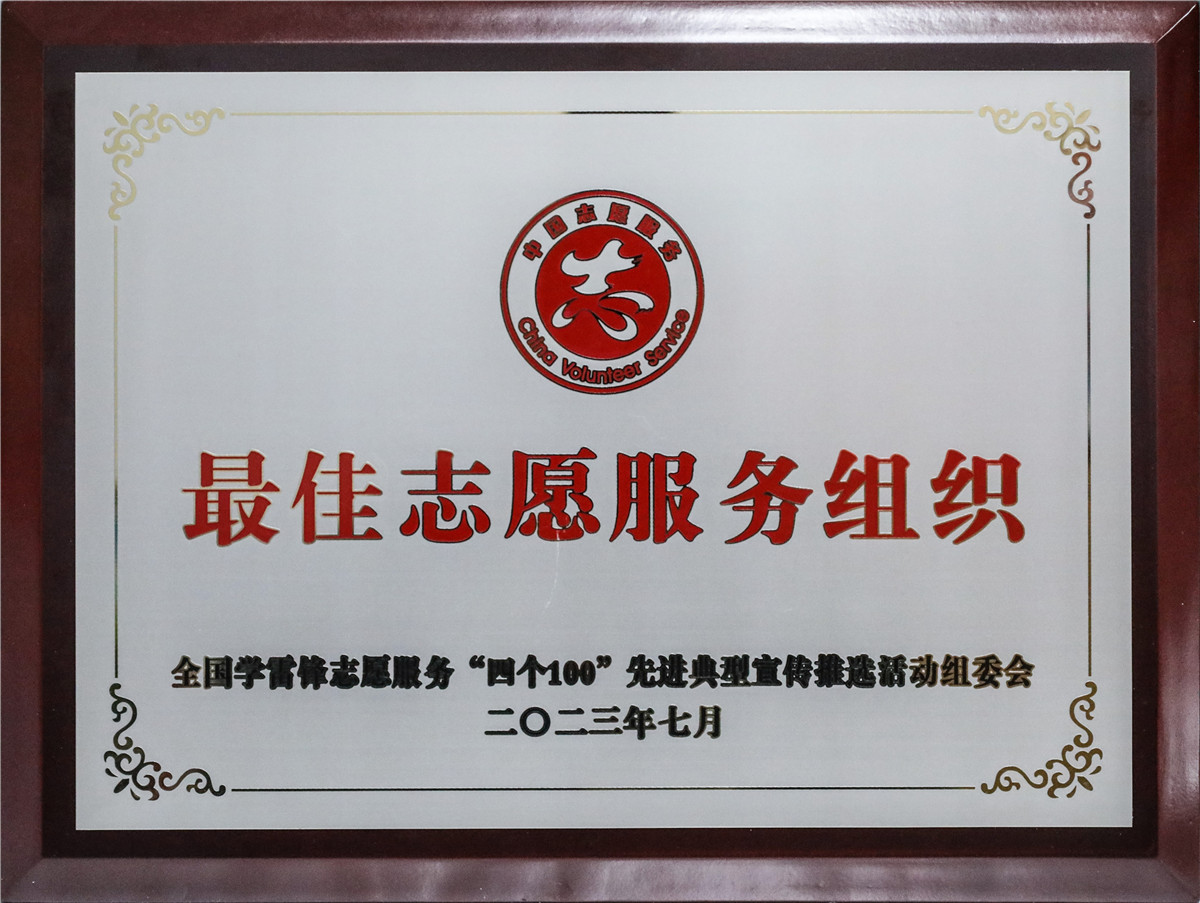 中国志愿服务
China Volunteer Service
最佳志愿服务组织
全国学雷锋志愿服务“四个100”先进典型宣传推选活动组委会
二〇二三年七月